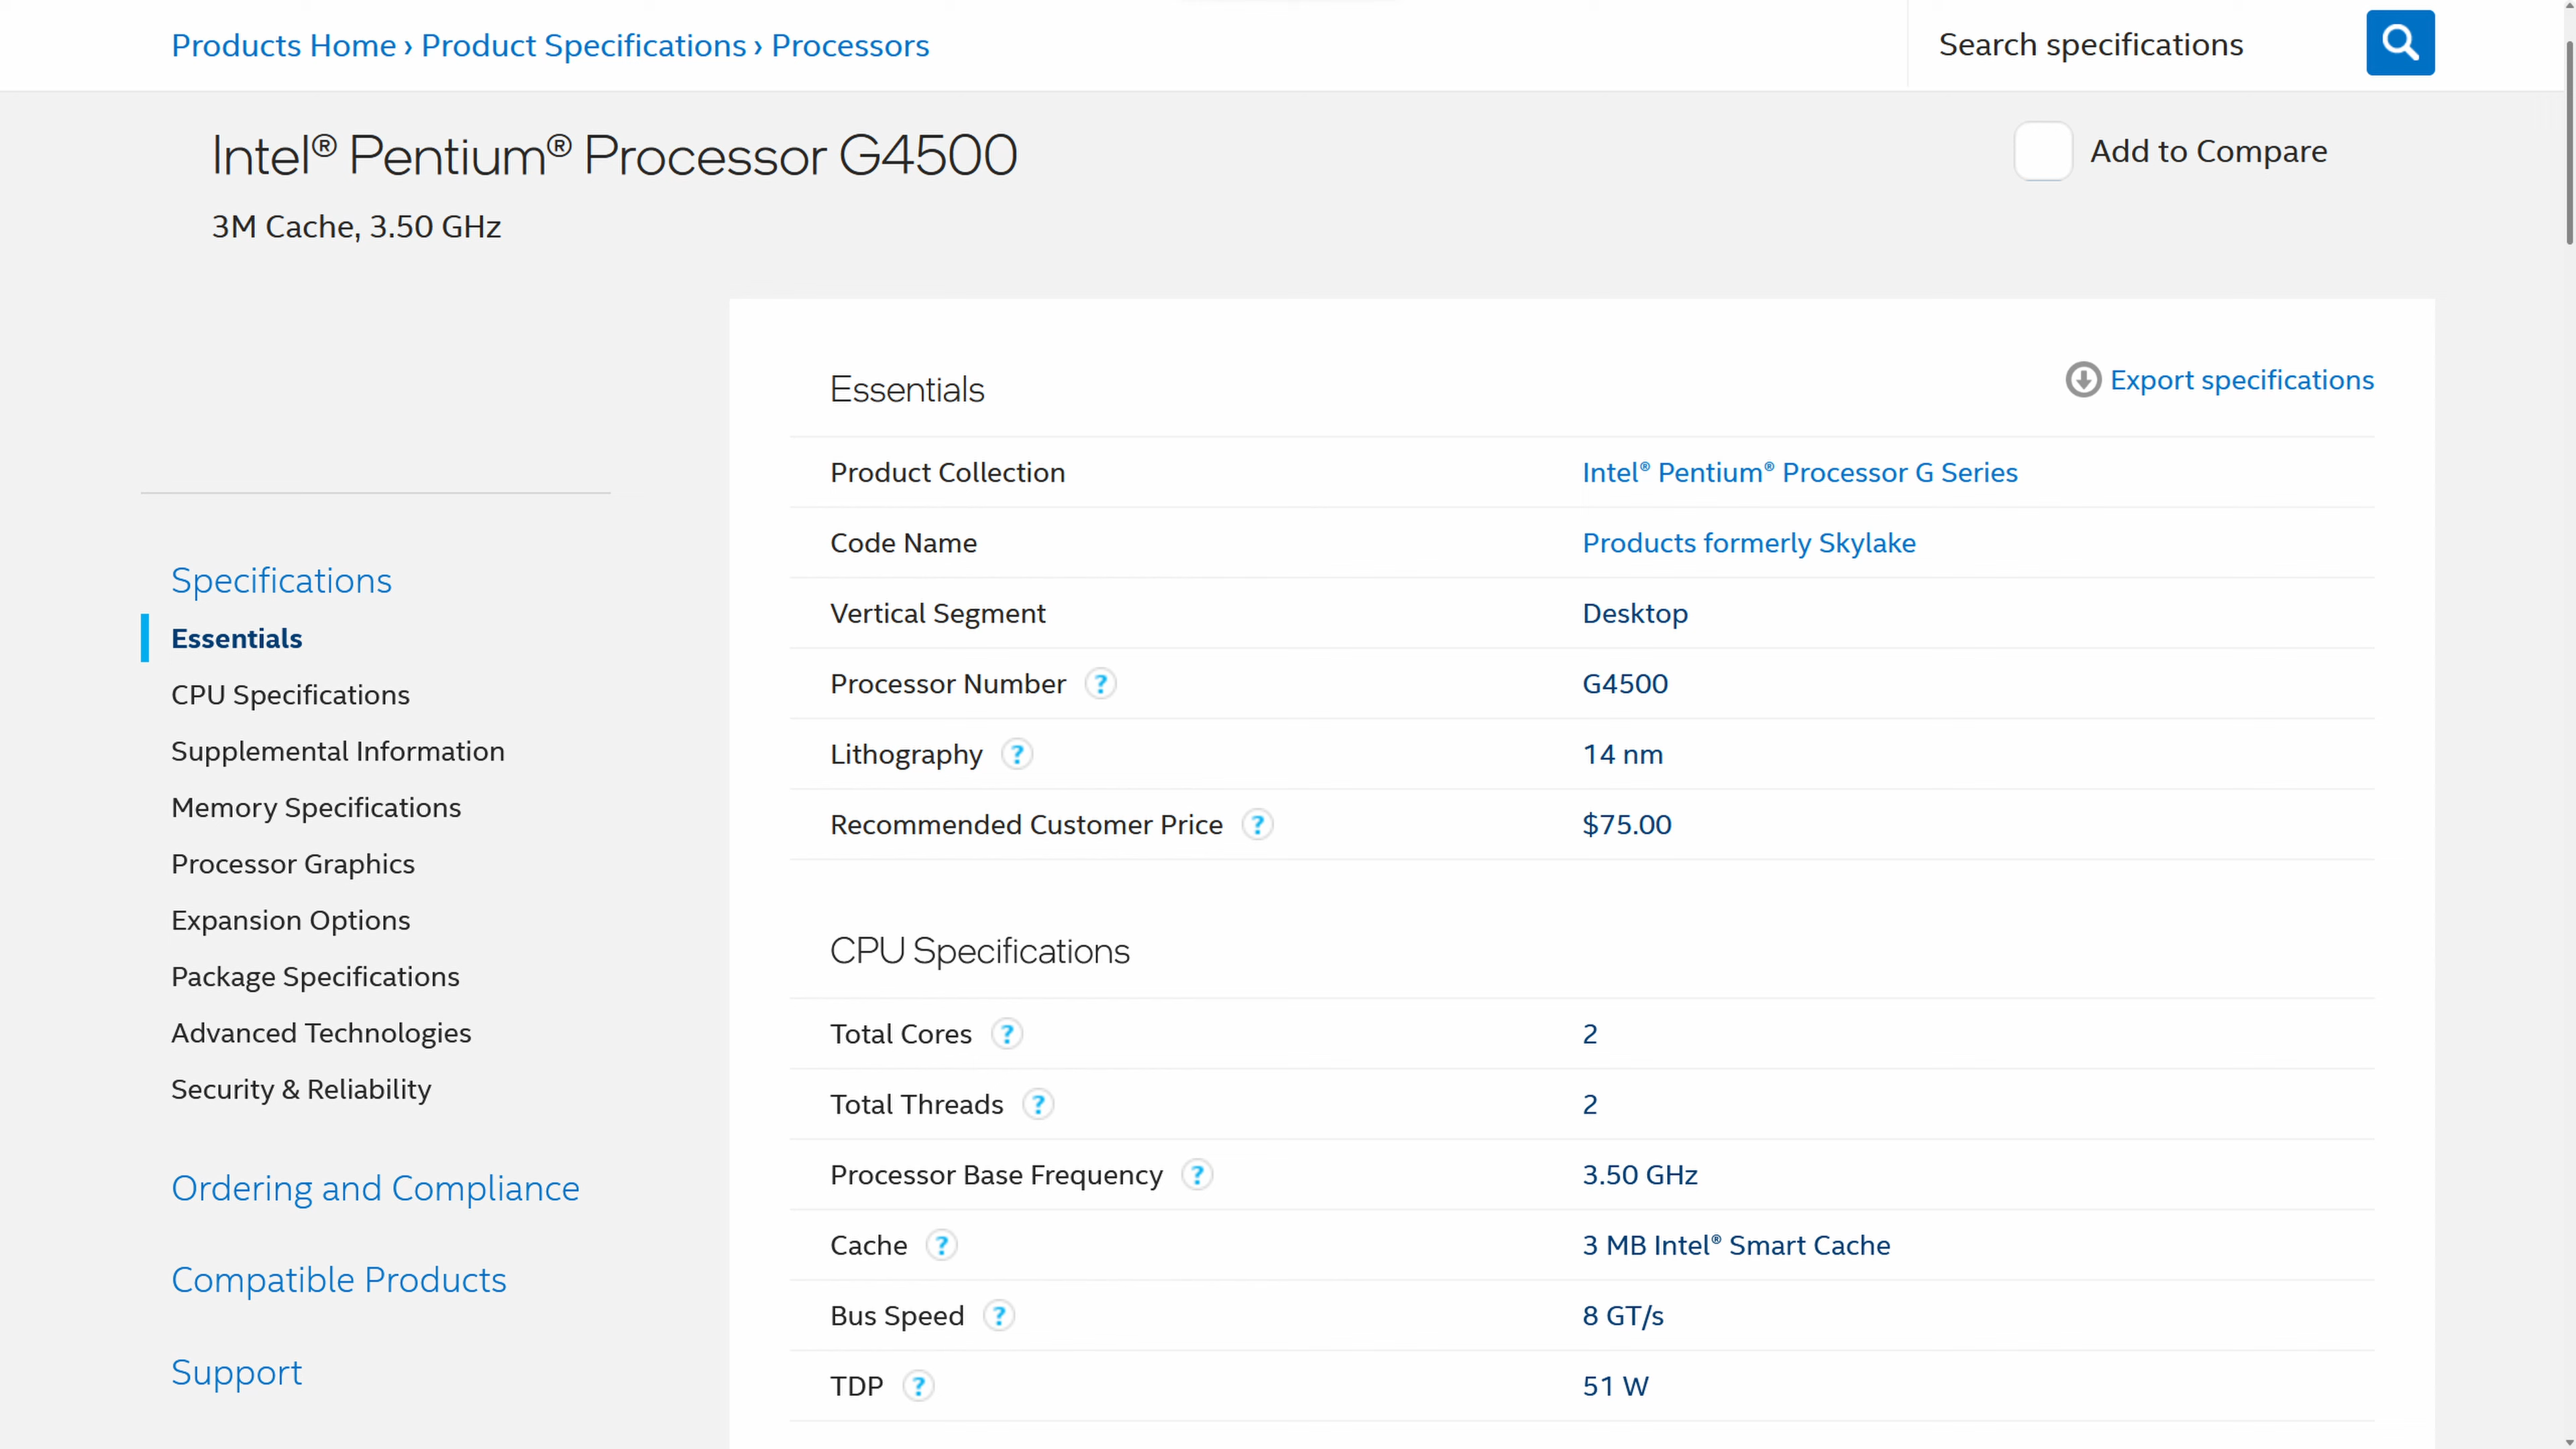 Products Home › Product Specifications › Processors
Search specifications
Intel® Pentium® Processor G4500
Add to Compare
3M Cache, 3.50 GHz
Specifications
Essentials
CPU Specifications
Supplemental Information
Memory Specifications
Processor Graphics
Expansion Options
Package Specifications
Advanced Technologies
Security & Reliability
Ordering and Compliance
Compatible Products
Support
Essentials
Export specifications
Product Collection Intel® Pentium® Processor G Series
Code Name Products formerly Skylake
Vertical Segment Desktop
Processor Number ? G4500
Lithography ? 14 nm
Recommended Customer Price ? $75.00
CPU Specifications
Total Cores ? 2
Total Threads ? 2
Processor Base Frequency ? 3.50 GHz
Cache ? 3 MB Intel® Smart Cache
Bus Speed ? 8 GT/s
TDP ? 51 W